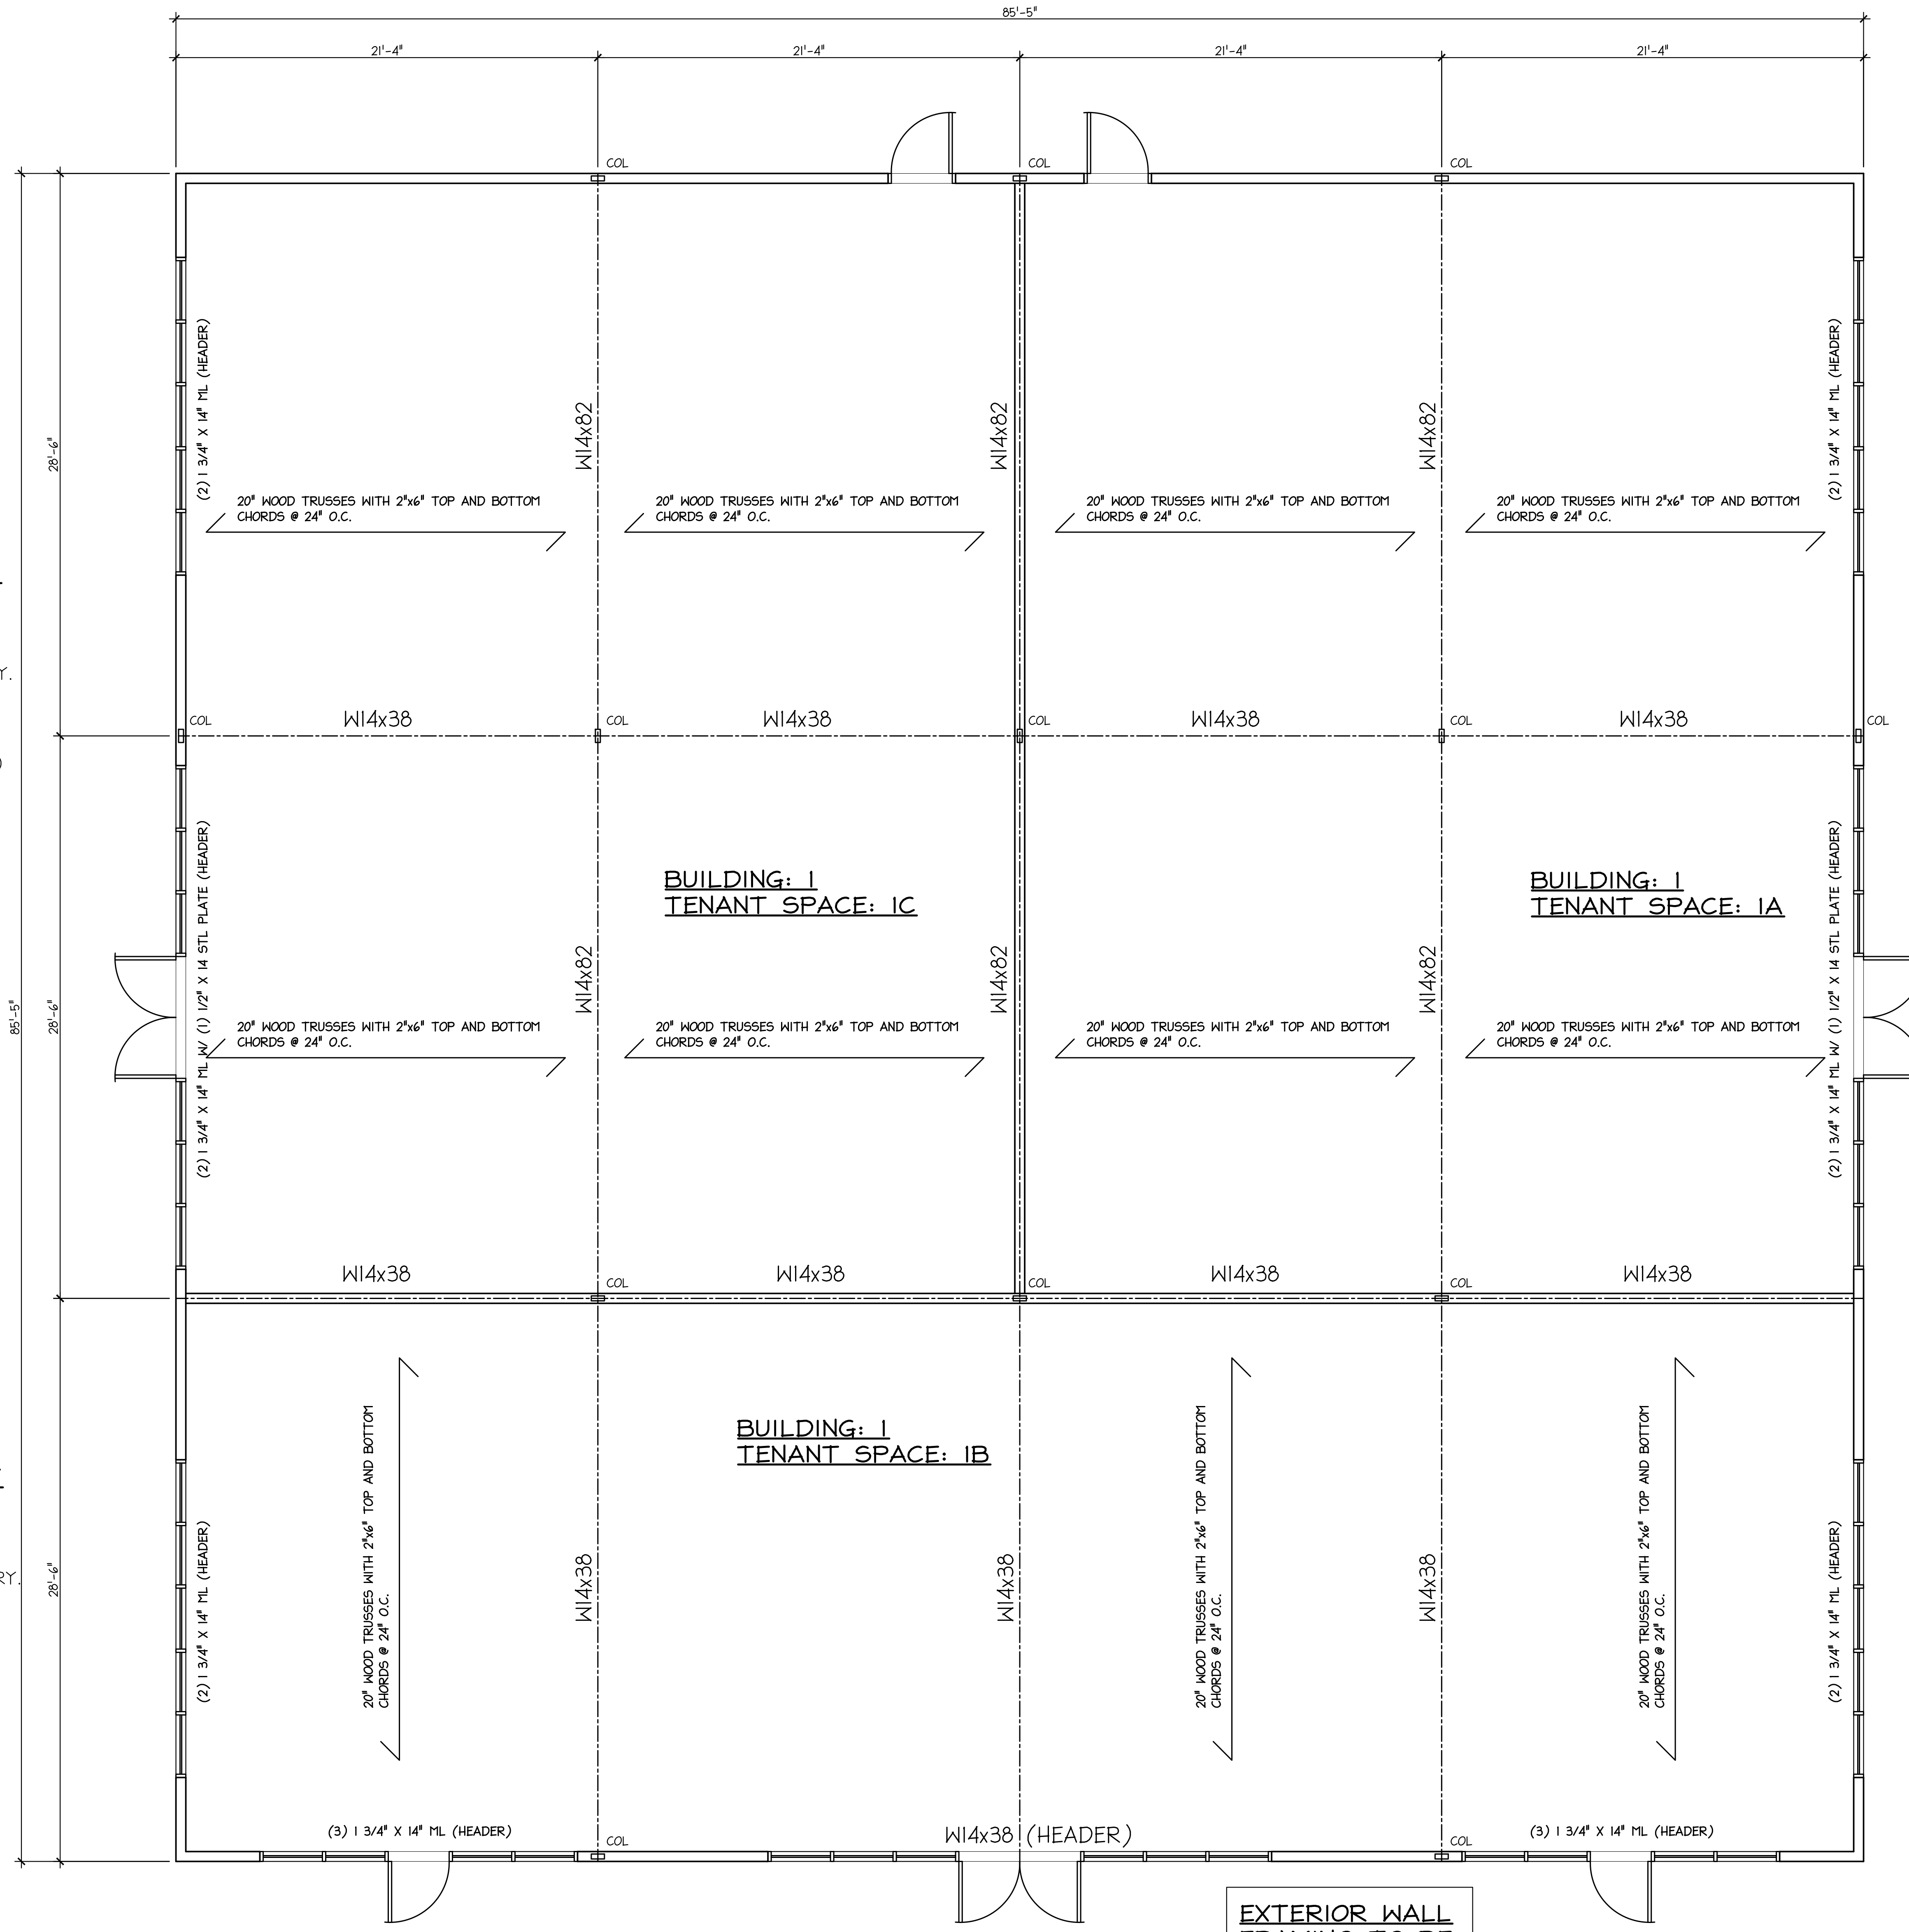 85'-5"
21'-4"
21'-4"
21'-4"
21'-4"
COL
COL
COL
28'-6"
(2) 1 3/4" X 14" ML (HEADER)
W14x82
W14x82
W14x82
(2) 1 3/4" X 14" ML (HEADER)
20" WOOD TRUSSES WITH 2"x6" TOP AND BOTTOM
CHORDS @ 24" O.C.
20" WOOD TRUSSES WITH 2"x6" TOP AND BOTTOM
CHORDS @ 24" O.C.
20" WOOD TRUSSES WITH 2"x6" TOP AND BOTTOM
CHORDS @ 24" O.C.
20" WOOD TRUSSES WITH 2"x6" TOP AND BOTTOM
CHORDS @ 24" O.C.
COL
W14x38
COL
W14x38
COL
W14x38
COL
W14x38
COL
85'-5"
28'-6"
(2) 1 3/4" X 14" ML W/ (1) 1/2" X 14 STL PLATE (HEADER)
BUILDING: 1
TENANT SPACE: 1C
BUILDING: 1
TENANT SPACE: 1A
W14x82
W14x82
W14x82
(2) 1 3/4" X 14" ML W/ (1) 1/2" X 14 STL PLATE (HEADER)
20" WOOD TRUSSES WITH 2"x6" TOP AND BOTTOM
CHORDS @ 24" O.C.
20" WOOD TRUSSES WITH 2"x6" TOP AND BOTTOM
CHORDS @ 24" O.C.
20" WOOD TRUSSES WITH 2"x6" TOP AND BOTTOM
CHORDS @ 24" O.C.
20" WOOD TRUSSES WITH 2"x6" TOP AND BOTTOM
CHORDS @ 24" O.C.
W14x38
COL
W14x38
COL
W14x38
COL
W14x38
28'-6"
(2) 1 3/4" X 14" ML (HEADER)
20" WOOD TRUSSES WITH 2"x6" TOP AND BOTTOM
CHORDS @ 24" O.C.
BUILDING: 1
TENANT SPACE: 1B
W14x38
W14x38
20" WOOD TRUSSES WITH 2"x6" TOP AND BOTTOM
CHORDS @ 24" O.C.
W14x38
20" WOOD TRUSSES WITH 2"x6" TOP AND BOTTOM
CHORDS @ 24" O.C.
(2) 1 3/4" X 14" ML (HEADER)
(3) 1 3/4" X 14" ML (HEADER)
COL
W14x38 (HEADER)
COL
(3) 1 3/4" X 14" ML (HEADER)
EXTERIOR WALL
FRAMING TO BE